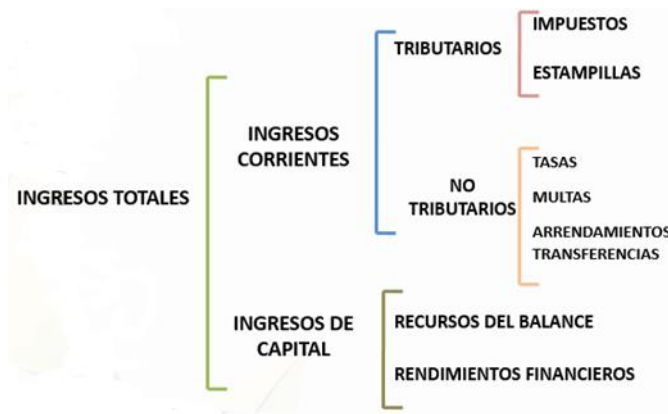 INGRESOS TOTALES
INGRESOS
CORRIENTES
TRIBUTARIOS
IMPUESTOS
ESTAMPILLAS
NO
TRIBUTARIOS
TASAS
MULTAS
ARRENDAMIENTOS
TRANSFERENCIAS
INGRESOS DE
CAPITAL
RECURSOS DEL BALANCE
RENDIMIENTOS FINANCIEROS